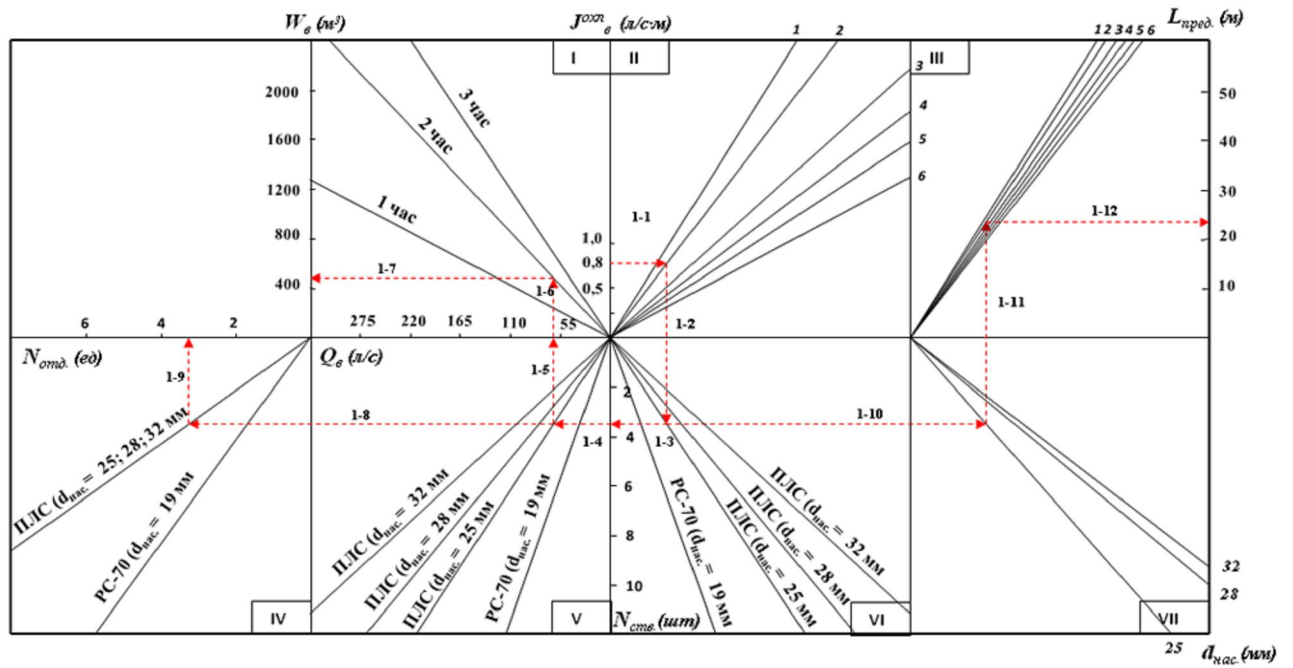 Wв (м³)
Jв охл (л/с·м)
Lпред. (м)
1 2
3
4
5
6
1 2 3 4 5 6
I
II
III
2000
1600
1200
800
400
3 час
2 час
1 час
1-1
1,0
0,8
0,5
50
40
30
20
10
1-12
1-7
1-6
1-2
1-11
6 4 2
275 220 165 110 55
Nотд. (ед)
Qв (л/с)
1-9
1-5
2
1-8
1-4
4
1-3
1-10
6
8
10
ПЛС (dнас. = 25; 28; 32 мм
РС-70 (dнас. = 19 мм
ПЛС (dнас. = 32 мм
ПЛС (dнас. = 28 мм
ПЛС (dнас. = 25 мм
РС-70 (dнас. = 19 мм
РС-70 (dнас. = 19 мм
ПЛС (dнас. = 25 мм
ПЛС (dнас. = 28 мм
ПЛС (dнас. = 32 мм
32
28
25
IV
V
Nств. (шт)
VI
VII
dнас. (мм)